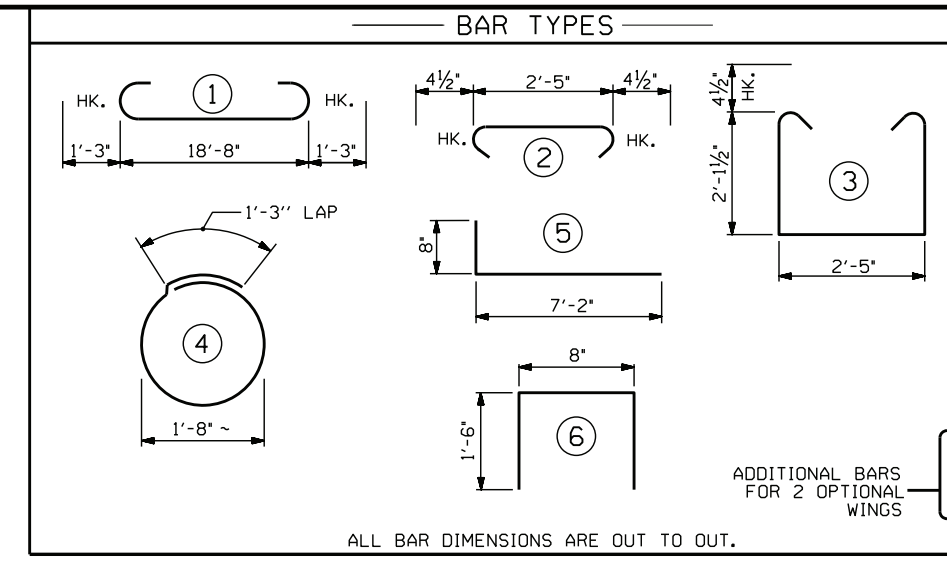 BAR TYPES
HK.
1
HK.
1'-3"
18'-8"
1'-3"
4½"
2'-5"
4½"
HK.
2
HK.
4½"
HK.
2'-1½"
3
2'-5"
1'-3'' LAP
4
1'-8" ~
8"
5
7'-2"
8"
1'-6"
6
ADDITIONAL BARS
FOR 2 OPTIONAL
WINGS
ALL BAR DIMENSIONS ARE OUT TO OUT.